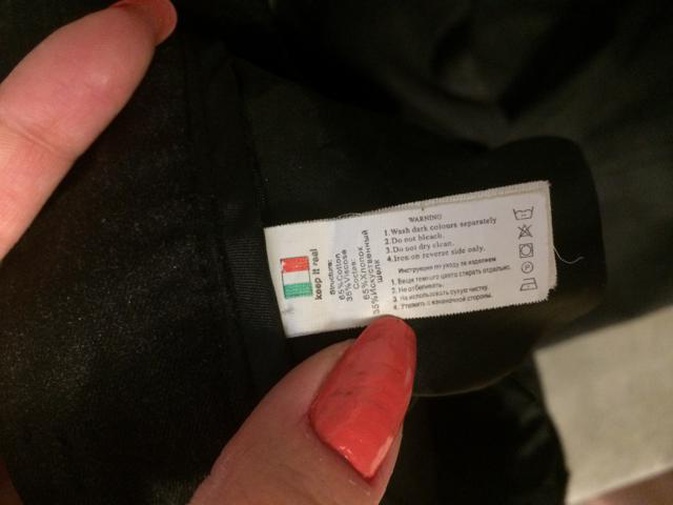 keep it real
Structure:
65%Cotton
35%Viscose
Состав:
65%Хлопок
35%Искуственный
шелк
WARNING
1.Wash dark colours separately
2.Do not bleach.
3.Do not dry clean.
4.Iron on reverse side only.
Инструкция по уходу за изделием
1. Вещи темного цвета стирать отдельно.
2. Не отбеливать.
3. Не использовать сухую чистку.
4. Утюжить с изнаночной стороны.
P